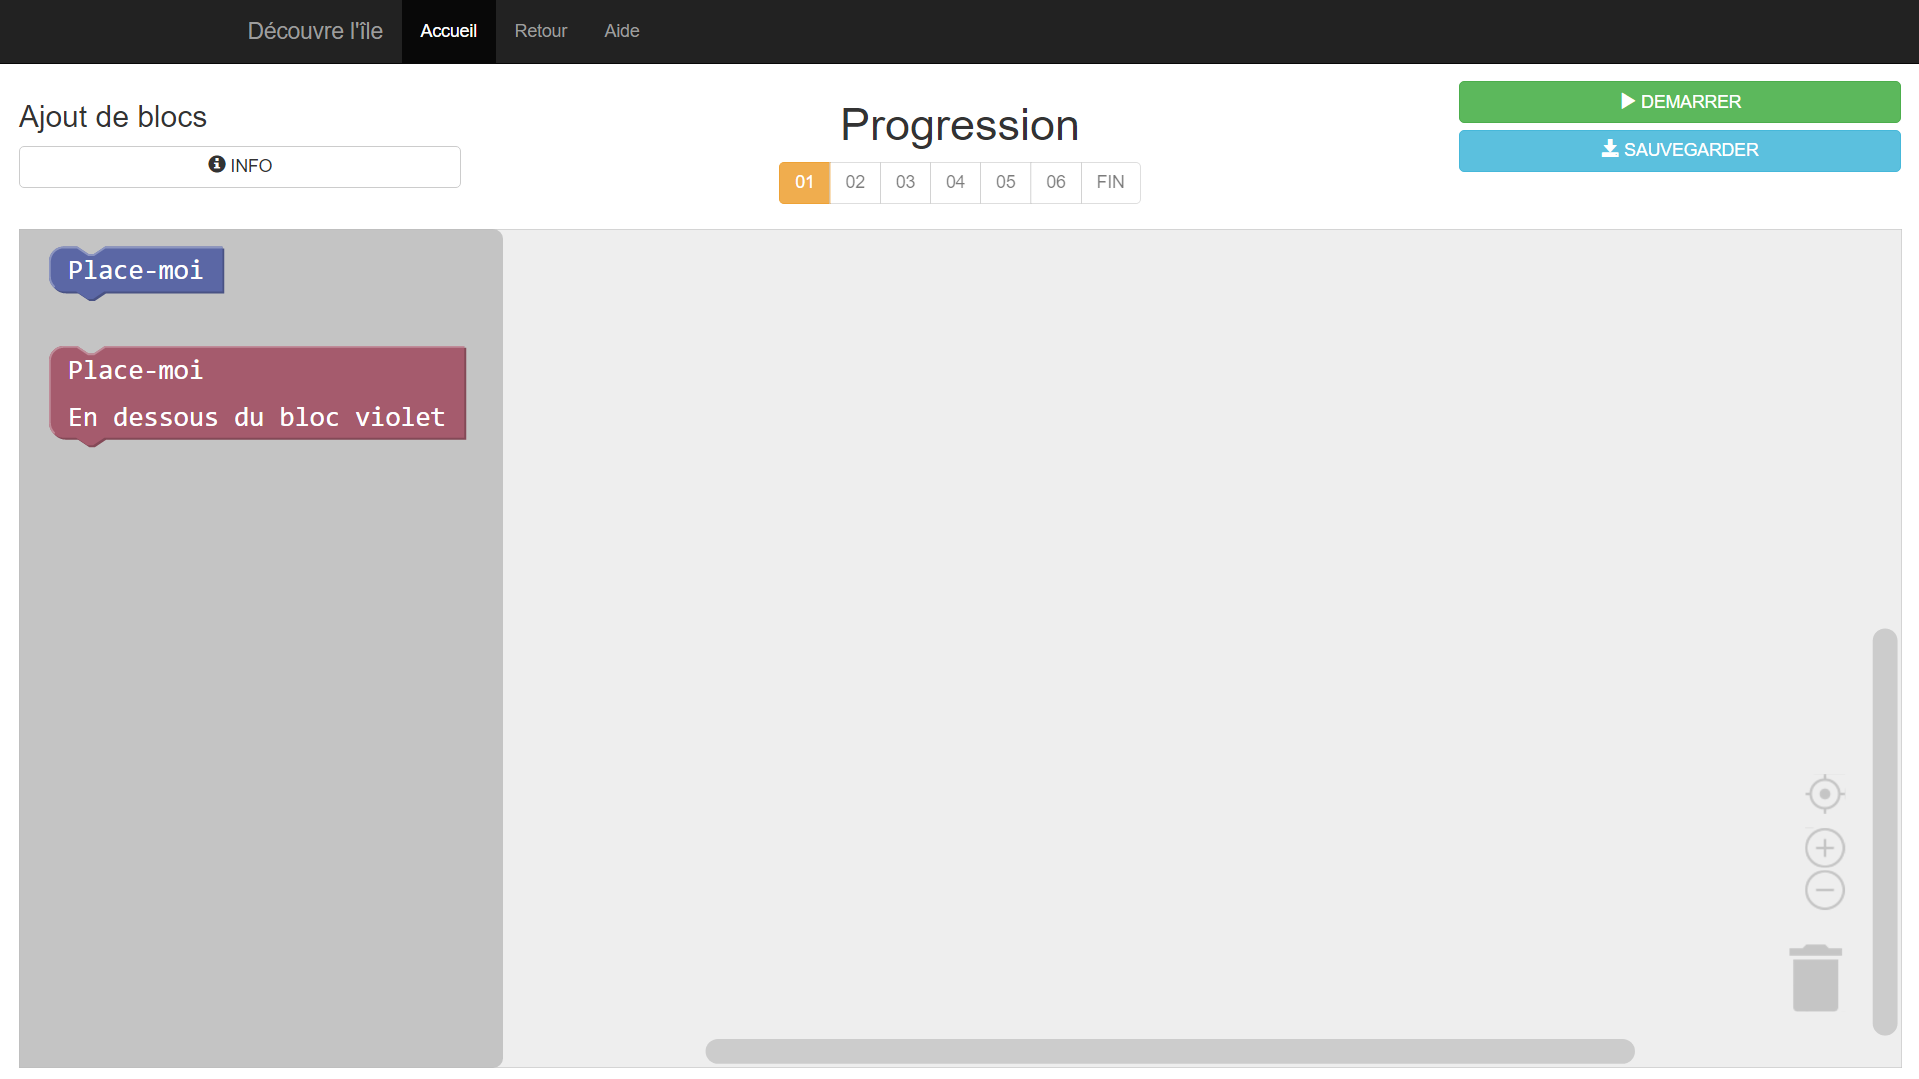 Découvre l'île
Accueil
Retour
Aide
Ajout de blocs
INFO
Progression
01 02 03 04 05 06 FIN
DEMARRER
SAUVEGARDER
Place-moi
Place-moi
En dessous du bloc violet